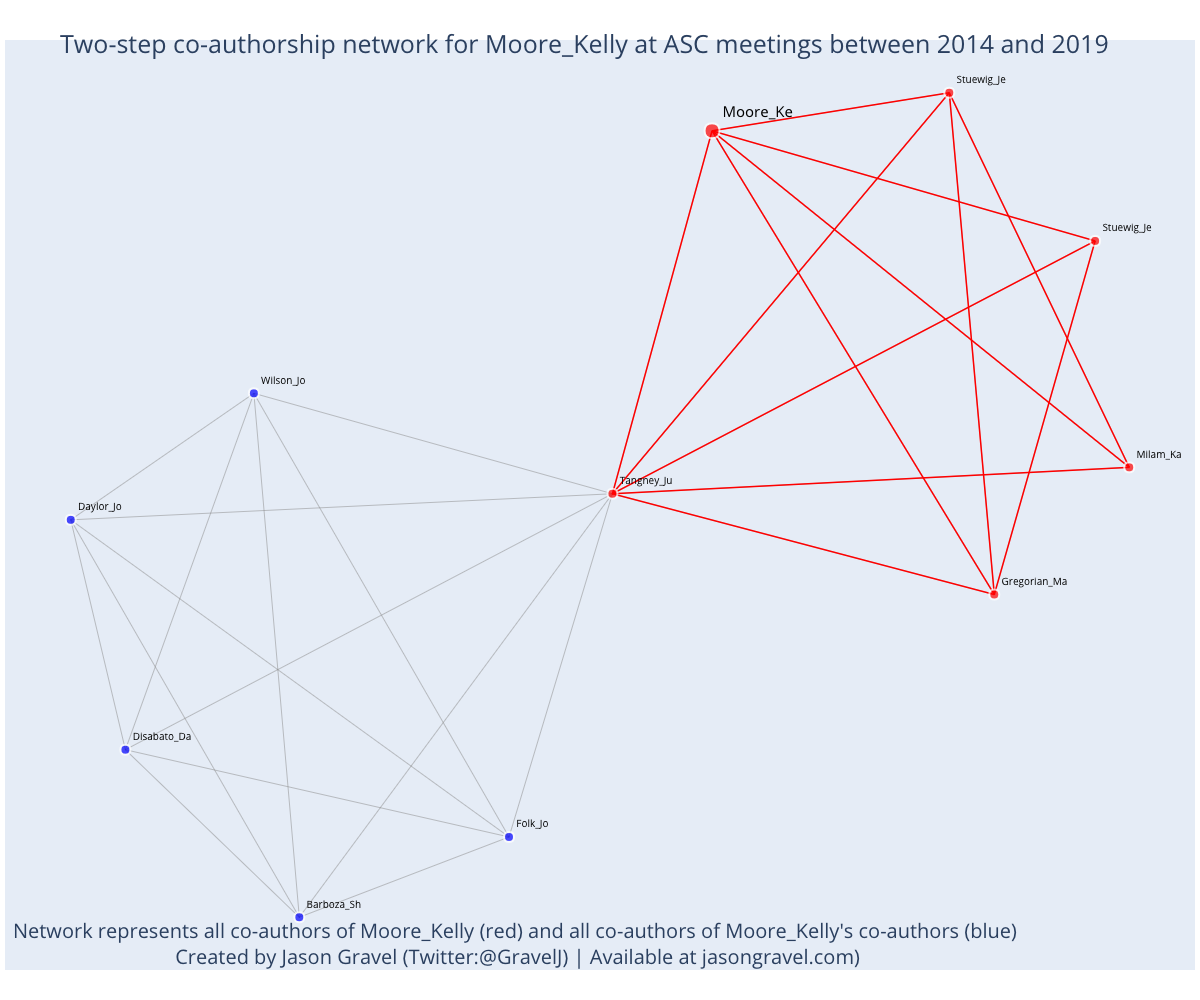 Two-step co-authorship network for Moore_Kelly at ASC meetings between 2014 and 2019
Stuewig_Je
Moore_Ke
Stuewig_Je
Wilson_Jo
Milam_Ka
Tangney_Ju
Daylor_Jo
Gregorian_Ma
Disabato_Da
Folk_Jo
Barboza_Sh
Network represents all co-authors of Moore_Kelly (red) and all co-authors of Moore_Kelly's co-authors (blue)
Created by Jason Gravel (Twitter:@GravelJ) | Available at jasongravel.com)